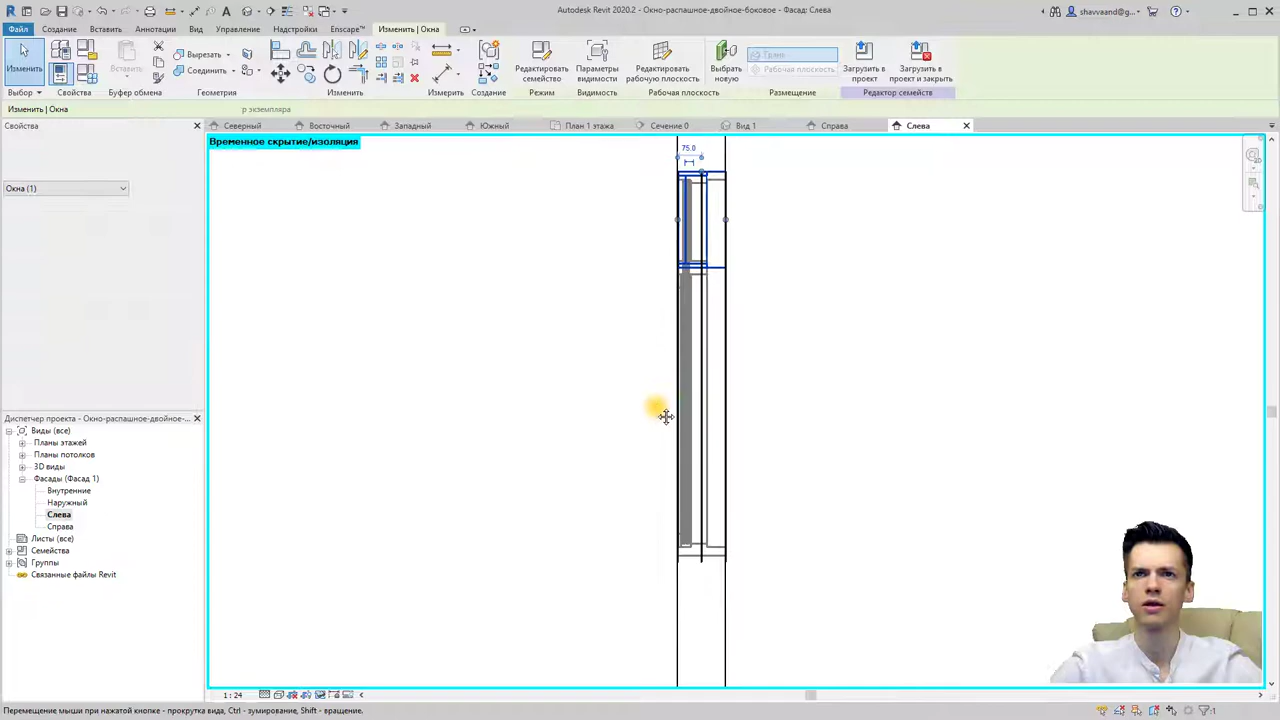 Autodesk Revit 2020.2 - Окно-распашное-двойное-боковое - Фасад: Слева
shavvaand@g...
Файл Создание Вставить Аннотации Вид Управление Надстройки Enscape™ Изменить | Окна
Изменить
Вставить
Вырезать
Соединить
Редактировать семейство
Параметры видимости
Редактировать рабочую плоскость
Выбрать новую
Грань
Рабочая плоскость
Загрузить в проект
Загрузить в проект и закрыть
Выбор Свойства Буфер обмена Геометрия Изменить Измерить Создание Режим Видимость Рабочая плоскость Размещение Редактор семейств
Изменить | Окна
р экземпляра
Свойства
Северный Восточный Западный Южный План 1 этажа Сечение 0 Вид 1 Справа Слева
Временное скрытие/изоляция
75.0
Окна (1)
Диспетчер проекта - Окно-распашное-двойное-...
Виды (все)
Планы этажей
Планы потолков
3D виды
Фасады (Фасад 1)
Внутренние
Наружный
Слева
Справа
Листы (все)
Семейства
Группы
Связанные файлы Revit
1 : 24
Перемещение мыши при нажатой кнопке - прокрутка вида, Ctrl - зумирование, Shift - вращение.
:1